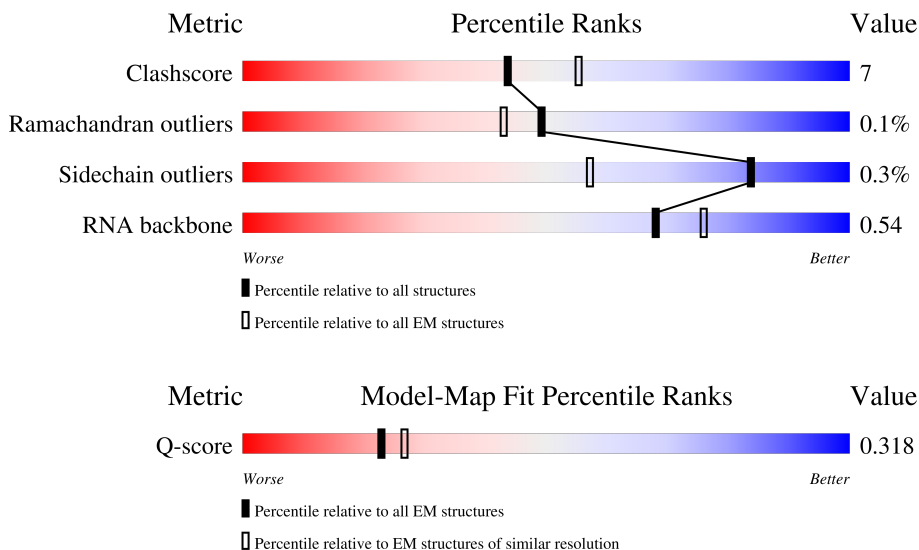 Metric Percentile Ranks Value
Clashscore 7
Ramachandran outliers 0.1%
Sidechain outliers 0.3%
RNA backbone 0.54
Worse Better
Percentile relative to all structures
Percentile relative to all EM structures
Metric Model-Map Fit Percentile Ranks Value
Q-score 0.318
Worse Better
Percentile relative to all EM structures
Percentile relative to EM structures of similar resolution